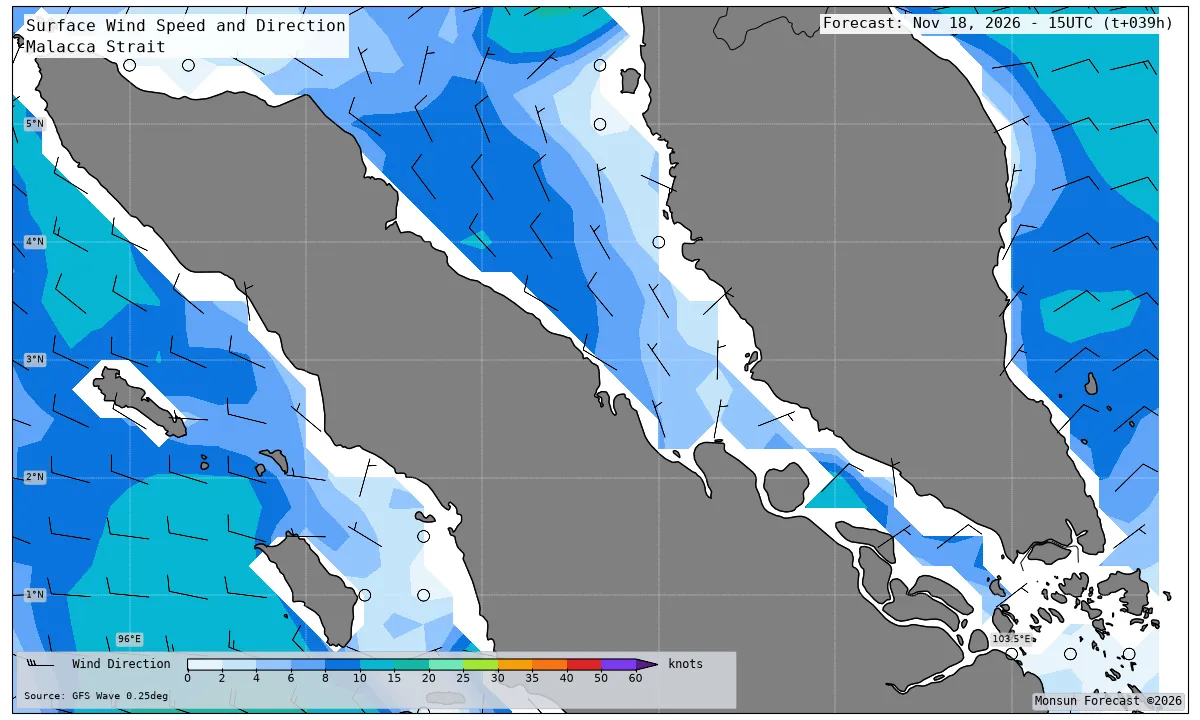 Surface Wind Speed and Direction
Malacca Strait
Forecast: Nov 18, 2026 - 15UTC (t+039h)
5°N
4°N
3°N
2°N
1°N
96°E
103.5°E
Wind Direction
knots
0 2 4 6 8 10 15 20 25 30 35 40 50 60
Source: GFS Wave 0.25deg
Monsun Forecast ©2026